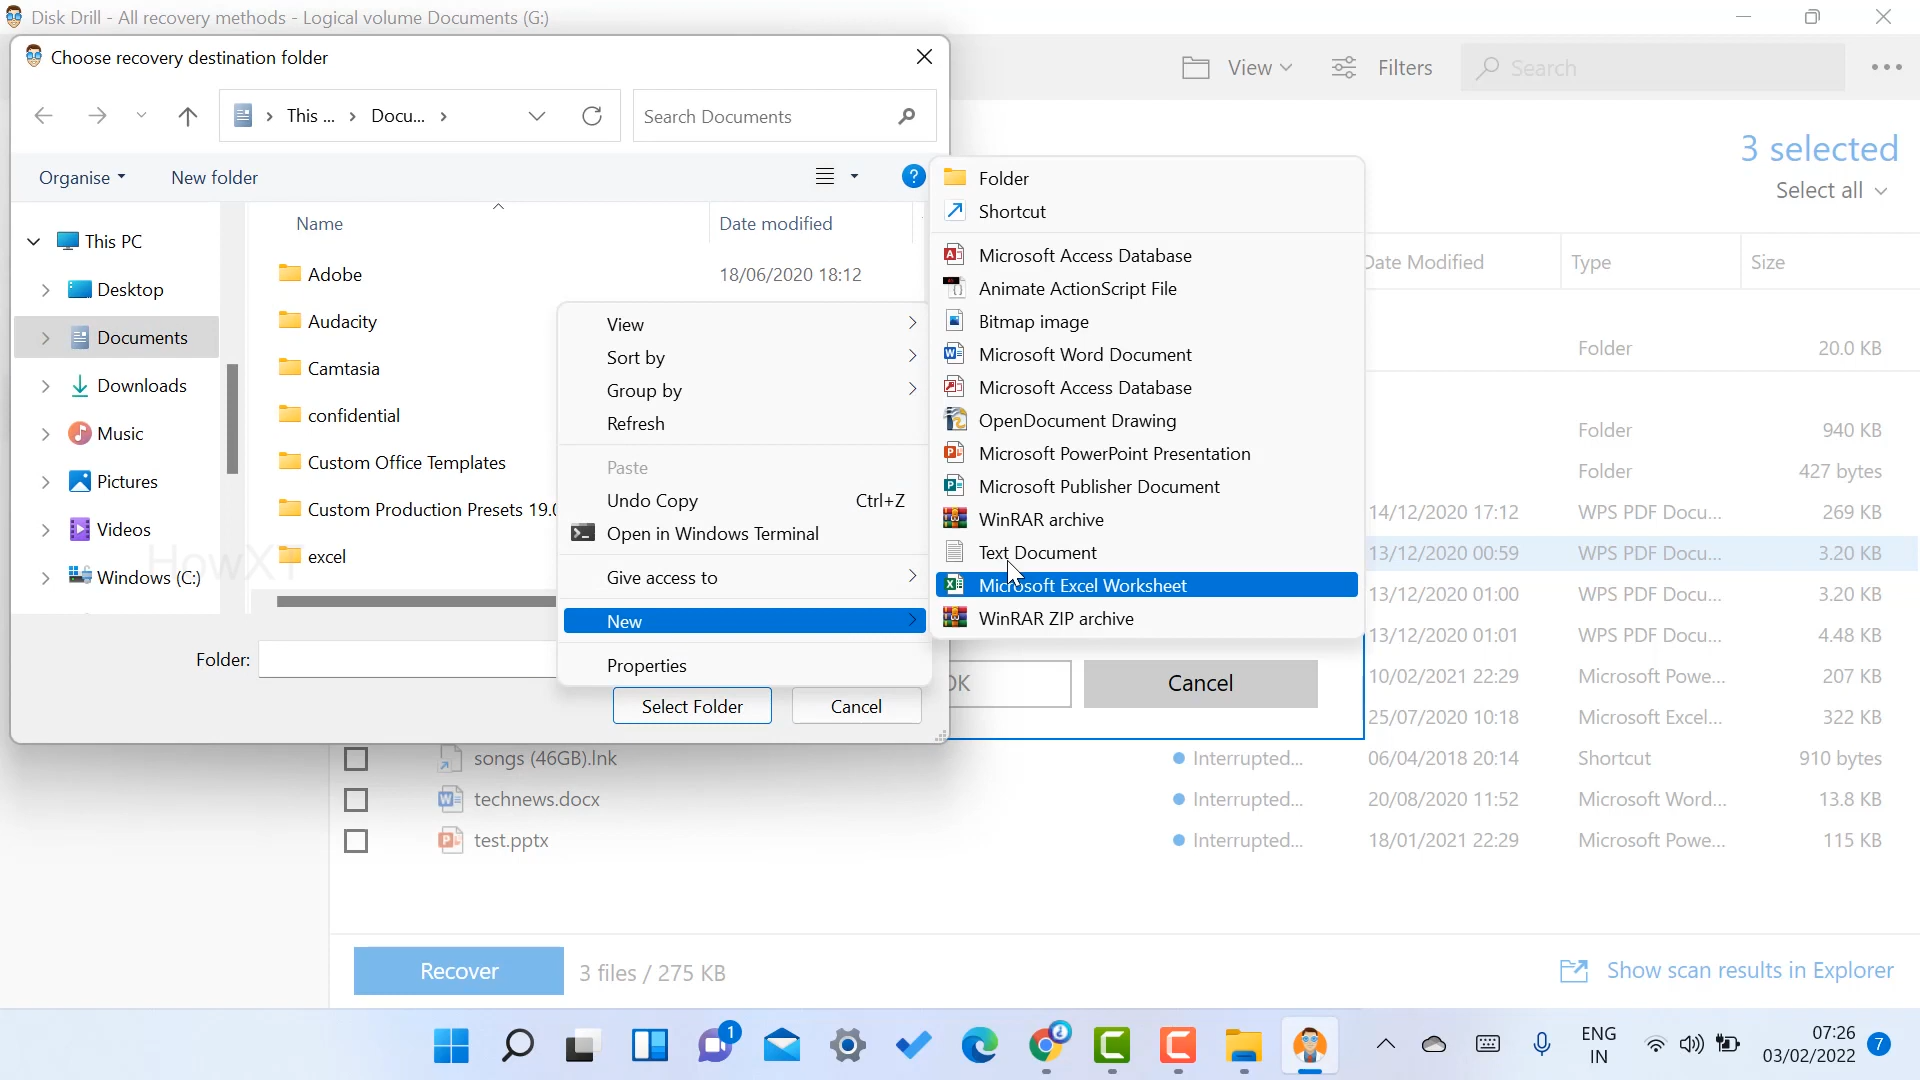 Disk Drill - All recovery methods - Logical volume Documents (G:)
Choose recovery destination folder
View
Filters
Search
This ... > Docu... >
Search Documents
Organise
New folder
?
3 selected
Select all
Name
Date modified
This PC
Desktop
Documents
Downloads
Music
Pictures
Videos
Windows (C:)
HowXT
Adobe
18/06/2020 18:12
Audacity
Camtasia
confidential
Custom Office Templates
Custom Production Presets 19.0
excel
Folder:
Select Folder
Cancel
View
Sort by
Group by
Refresh
Paste
Undo Copy Ctrl+Z
Open in Windows Terminal
Give access to
New
Properties
Folder
Shortcut
Microsoft Access Database
Animate ActionScript File
Bitmap image
Microsoft Word Document
Microsoft Access Database
OpenDocument Drawing
Microsoft PowerPoint Presentation
Microsoft Publisher Document
WinRAR archive
Text Document
Microsoft Excel Worksheet
WinRAR ZIP archive
OK
Cancel
Date Modified Type Size
Folder 20.0 KB
Folder 940 KB
Folder 427 bytes
14/12/2020 17:12 WPS PDF Docu... 269 KB
13/12/2020 00:59 WPS PDF Docu... 3.20 KB
13/12/2020 01:00 WPS PDF Docu... 3.20 KB
13/12/2020 01:01 WPS PDF Docu... 4.48 KB
10/02/2021 22:29 Microsoft Powe... 207 KB
25/07/2020 10:18 Microsoft Excel... 322 KB
songs (46GB).lnk Interrupted... 06/04/2018 20:14 Shortcut 910 bytes
technews.docx Interrupted... 20/08/2020 11:52 Microsoft Word... 13.8 KB
test.pptx Interrupted... 18/01/2021 22:29 Microsoft Powe... 115 KB
Recover
3 files / 275 KB
Show scan results in Explorer
1
ENG
IN
07:26
03/02/2022
7